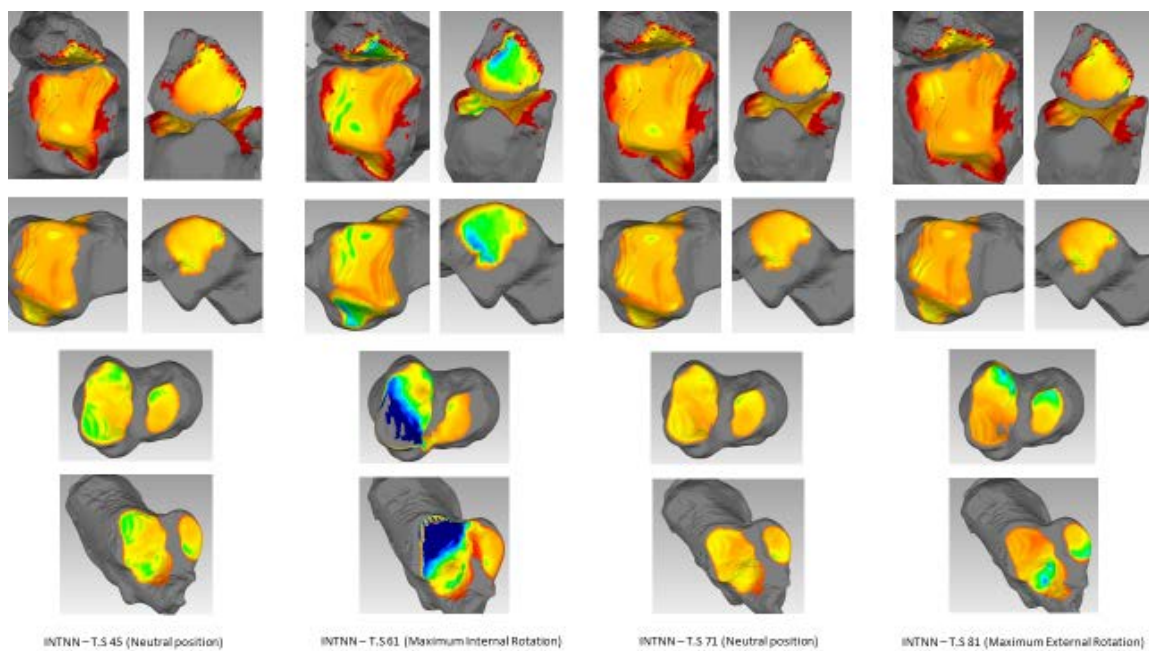 INTNN – T.S 45 (Neutral position)
INTNN – T.S 61 (Maximum Internal Rotation)
INTNN – T.S 71 (Neutral position)
INTNN – T.S 81 (Maximum External Rotation)